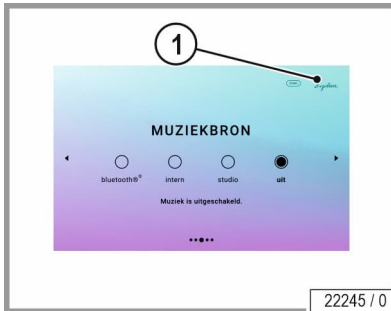 1
MUZIEKBRON
bluetooth®® intern studio uit
Muziek is uitgeschakeld.
22245 / 0